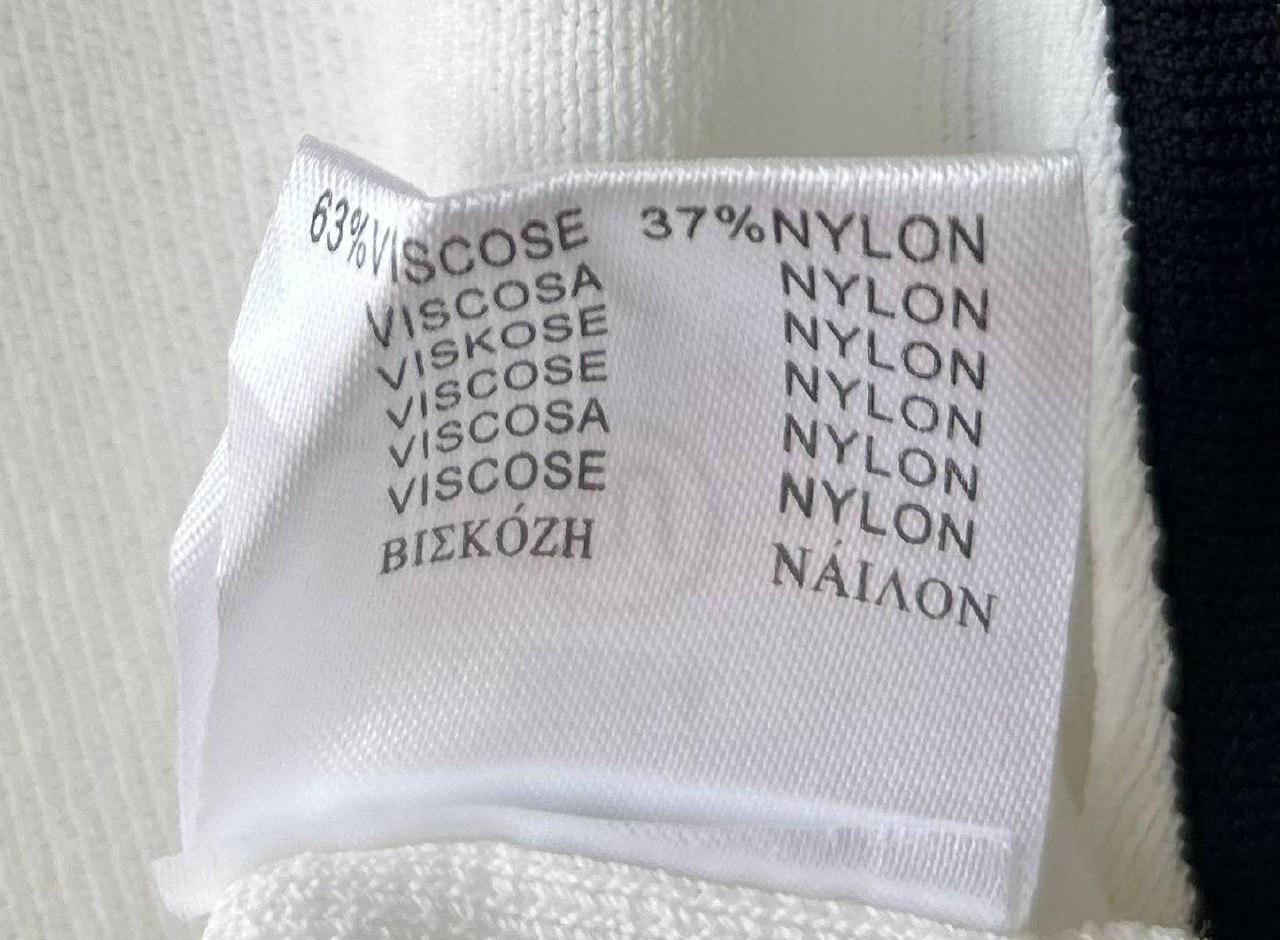 63%VISCOSE 37%NYLON
VISCOSA NYLON
VISKOSE NYLON
VISCOSE NYLON
VISCOSA NYLON
VISCOSE NYLON
ΒΙΣΚΌΖΗ ΝΆΙΛΟΝ